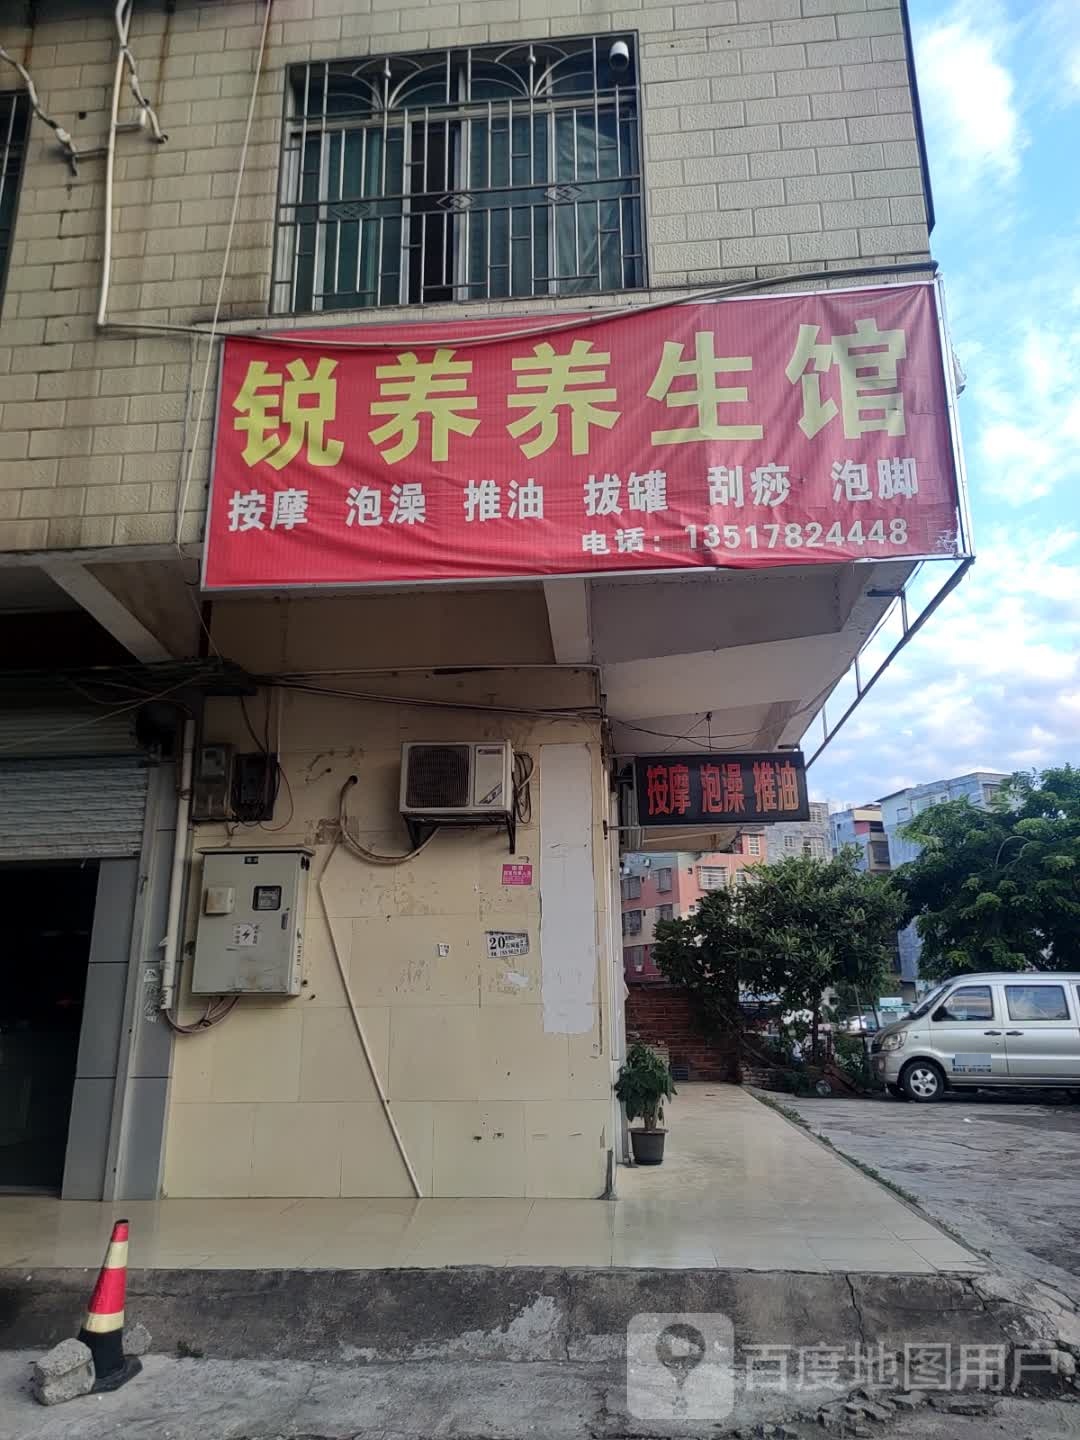 锐养养生馆
按摩 泡澡 推油 拔罐 刮痧 泡脚
电话：13517824448
按摩 泡澡 推油
20
百度地图用户